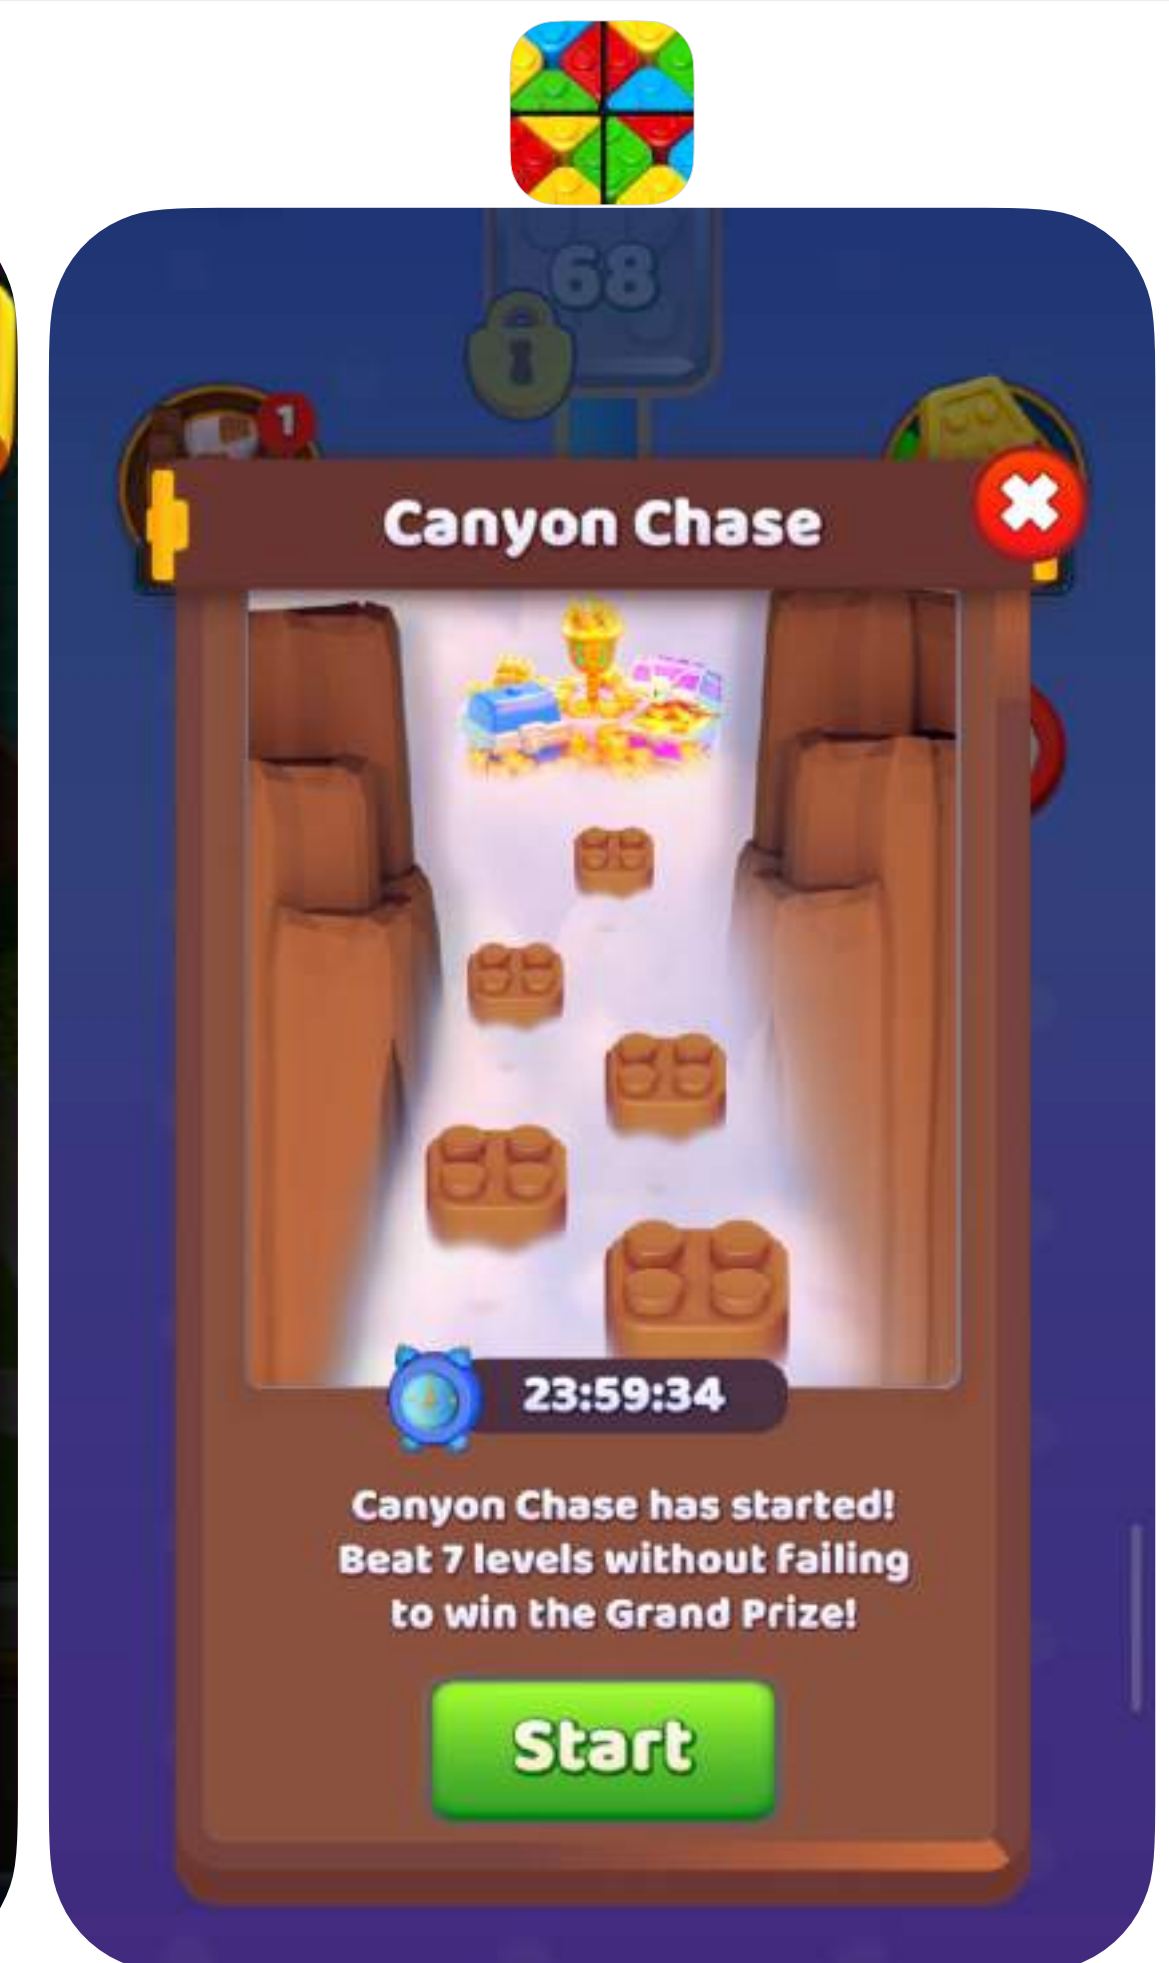 68
1
Canyon Chase
23:59:34
Canyon Chase has started!
Beat 7 levels without failing
to win the Grand Prize!
Start